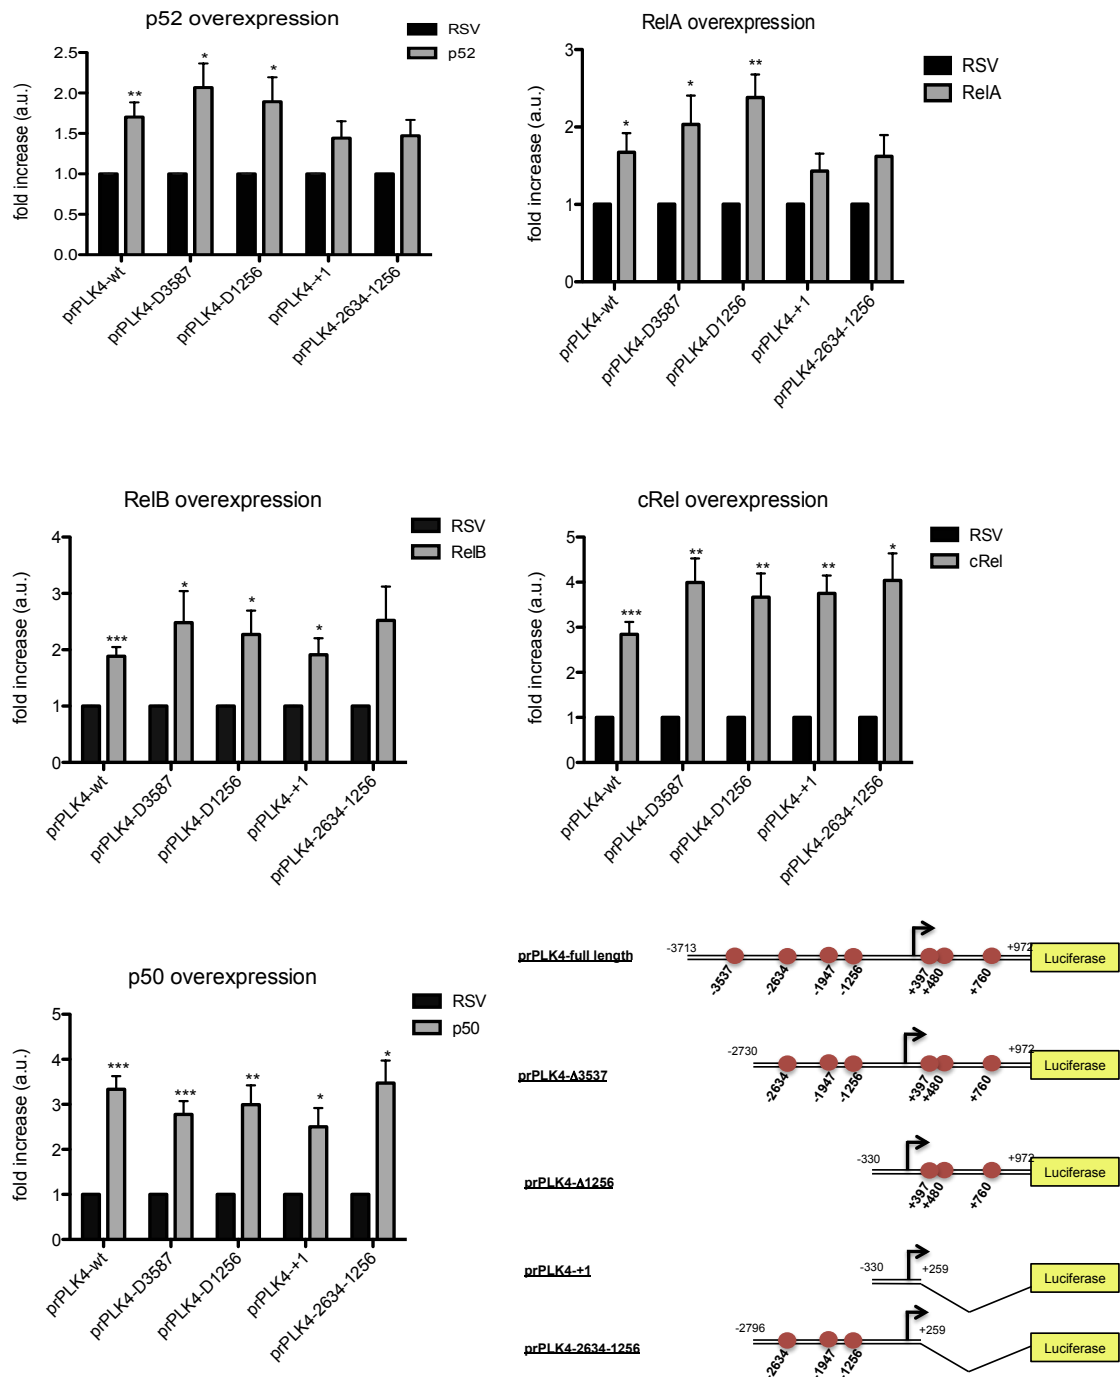 p52 overexpression
RSV
p52
**
*
*
2.5
2.0
1.5
1.0
0.5
0.0
fold increase (a.u.)
prPLK4-wt
prPLK4-D3587
prPLK4-D1256
prPLK4-+1
prPLK4-2634-1256
RelA overexpression
RSV
RelA
*
*
**
3
2
1
0
fold increase (a.u.)
prPLK4-wt
prPLK4-D3587
prPLK4-D1256
prPLK4-+1
prPLK4-2634-1256
RelB overexpression
RSV
RelB
***
*
*
*
4
3
2
1
0
fold increase (a.u.)
prPLK4-wt
prPLK4-D3587
prPLK4-D1256
prPLK4-+1
prPLK4-2634-1256
cRel overexpression
RSV
cRel
***
**
**
**
*
5
4
3
2
1
0
fold increase (a.u.)
prPLK4-wt
prPLK4-D3587
prPLK4-D1256
prPLK4-+1
prPLK4-2634-1256
p50 overexpression
RSV
p50
***
***
**
*
*
5
4
3
2
1
0
fold increase (a.u.)
prPLK4-wt
prPLK4-D3587
prPLK4-D1256
prPLK4-+1
prPLK4-2634-1256
prPLK4-full length
-3713
+972
Luciferase
-3537
-2634
-1947
-1256
+397
+480
+760
prPLK4-Δ3537
-2730
+972
Luciferase
-2634
-1947
-1256
+397
+480
+760
prPLK4-Δ1256
-330
+972
Luciferase
+397
+480
+760
prPLK4-+1
-330
+259
Luciferase
prPLK4-2634-1256
-2796
+259
Luciferase
-2634
-1947
-1256